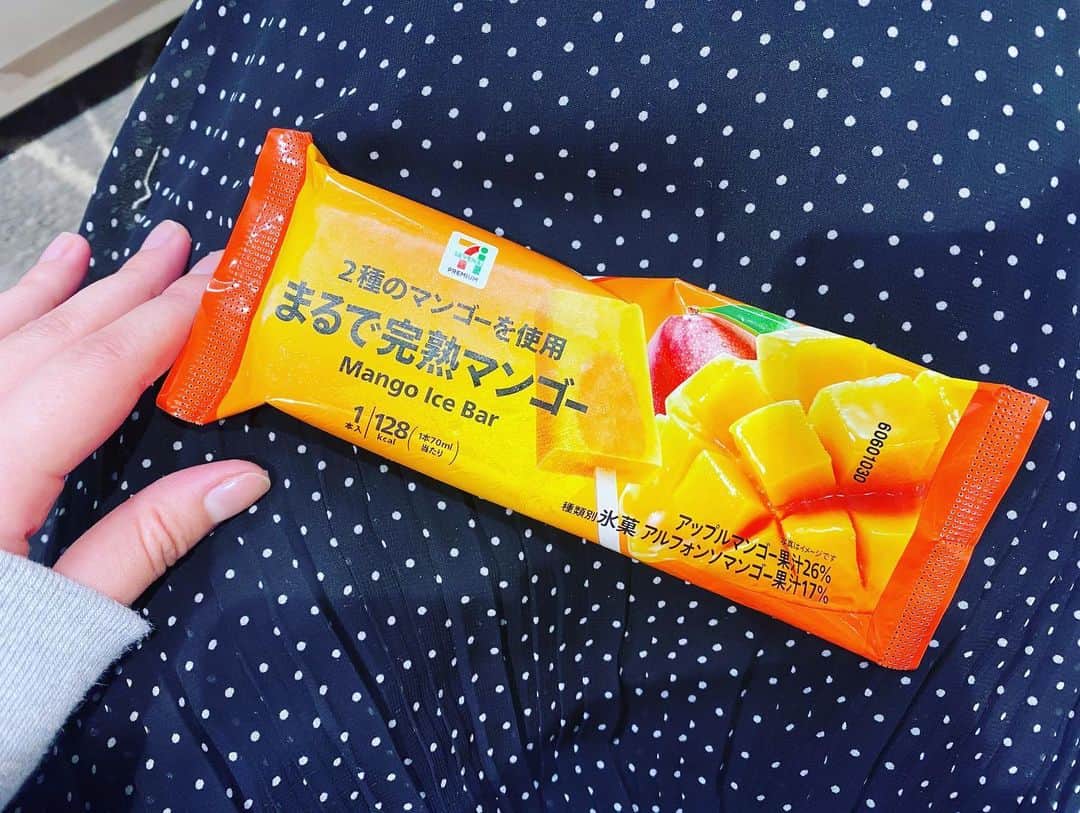 SEVEN
PREMIUM
2種のマンゴーを使用
まるで完熟マンゴー
Mango Ice Bar
1本入/128kcal(1本70ml当たり)
60601030
写真はイメージです
種類別 氷菓 アップルマンゴー果汁26%
アルフォンソマンゴー果汁17%